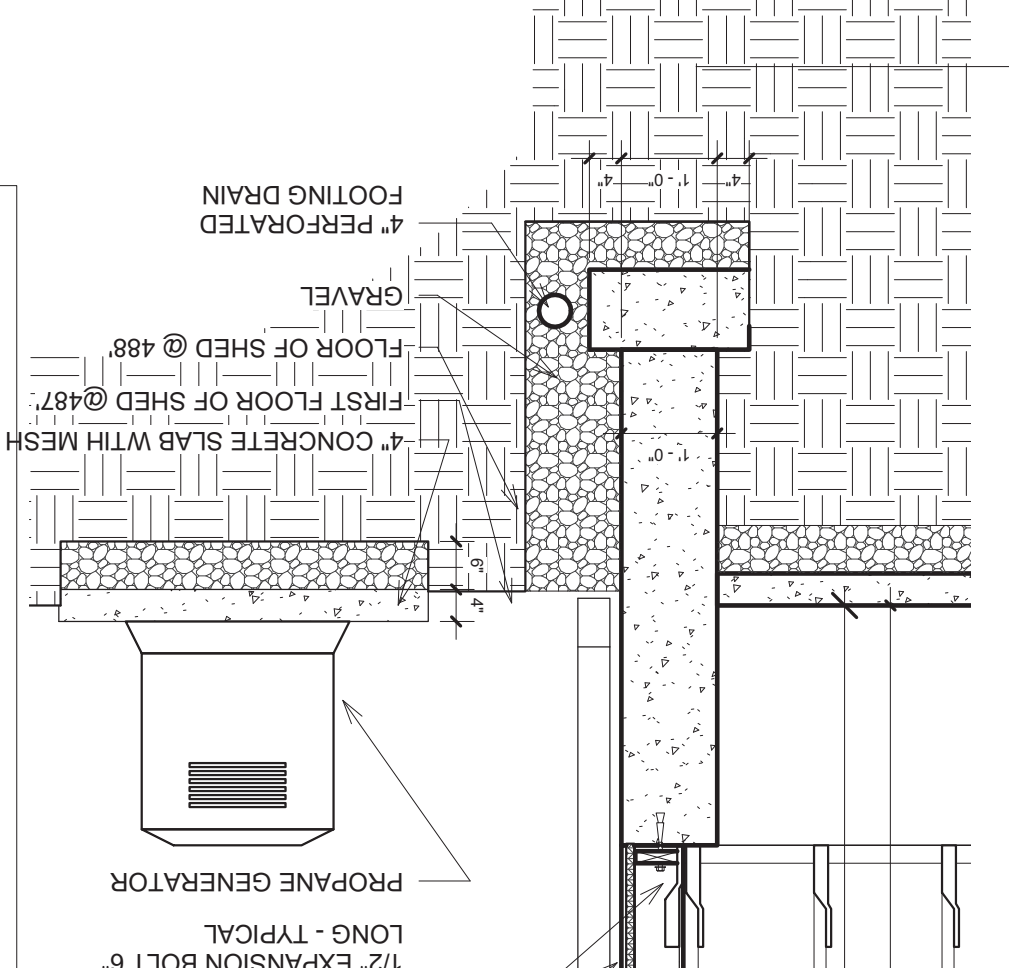 1/2" EXPANSION BOLT 6"
LONG - TYPICAL
PROPANE GENERATOR
4"
6"
4" CONCRETE SLAB WTIH MESH
1' - 0"
FIRST FLOOR OF SHED @487'
FLOOR OF SHED @ 488'
GRAVEL
4" PERFORATED
FOOTING DRAIN
4"
1' - 0"
4"